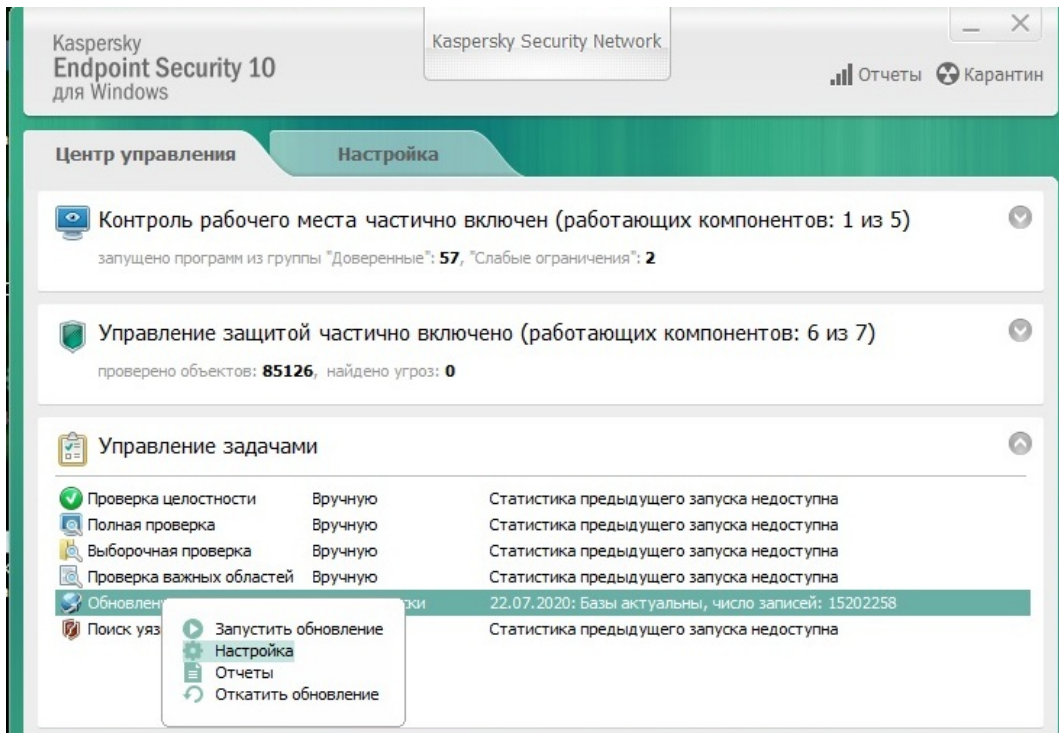 Kaspersky
Endpoint Security 10
для Windows
Kaspersky Security Network
Отчеты Карантин
Центр управления Настройка
Контроль рабочего места частично включен (работающих компонентов: 1 из 5)
запущено программ из группы "Доверенные": 57, "Слабые ограничения": 2
Управление защитой частично включено (работающих компонентов: 6 из 7)
проверено объектов: 85126, найдено угроз: 0
Управление задачами
Проверка целостности Вручную Статистика предыдущего запуска недоступна
Полная проверка Вручную Статистика предыдущего запуска недоступна
Выборочная проверка Вручную Статистика предыдущего запуска недоступна
Проверка важных областей Вручную Статистика предыдущего запуска недоступна
22.07.2020: Базы актуальны, число записей: 15202258
Поиск Статистика предыдущего запуска недоступна
Запустить обновление
Настройка
Отчеты
Откатить обновление